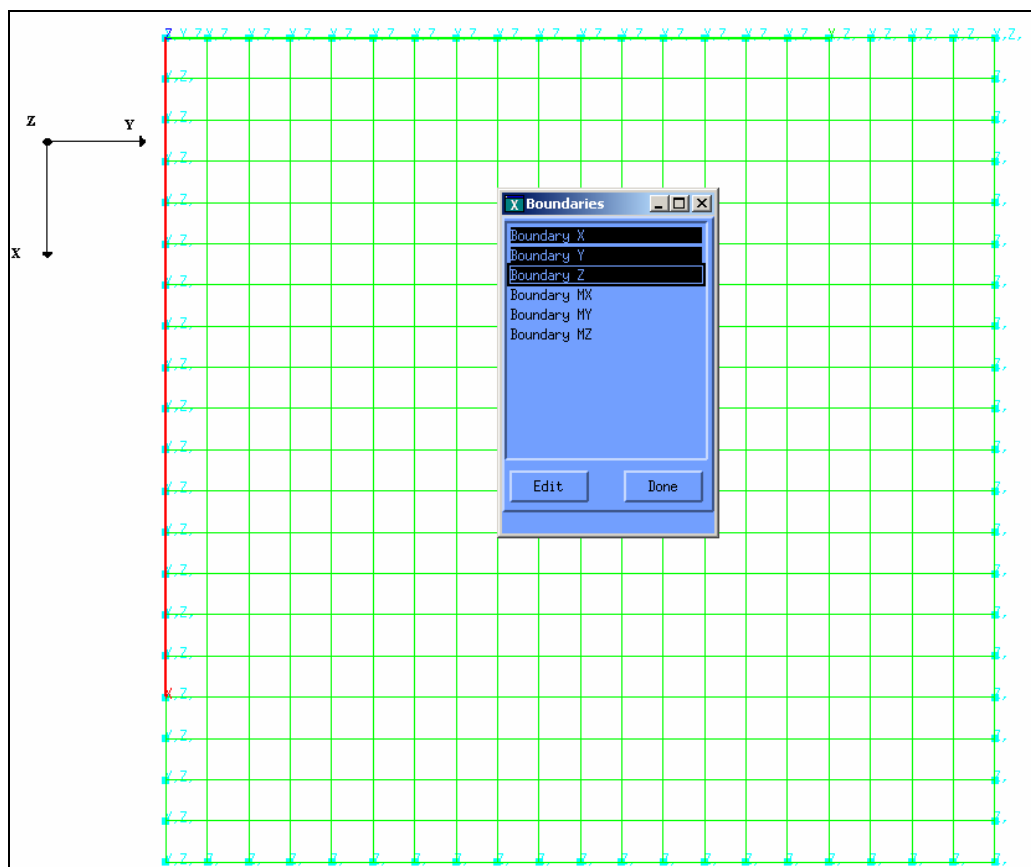 Z Y,Z X,Z, X,Z, X,Z, X,Z, X,Z, X,Z, X,Z, X,Z, X,Z, X,Z, X,Z, X,Z, X,Z, X,Z, X,Z, Y Z, X,Z, X,Z, X,Z, Y,Z,
Y,Z, Z,
Y,Z, Z,
Z Y
Y,Z, Z,
Y,Z, Z,
Y,Z, Z,
X
Boundaries
Boundary X
Boundary Y
Boundary Z
Boundary MX
Boundary MY
Boundary MZ
Edit Done
Y,Z, Z,
Y,Z, Z,
Y,Z, Z,
Y,Z, Z,
Y,Z, Z,
Y,Z, Z,
Y,Z, Z,
Y,Z, Z,
Y,Z, Z,
Y,Z, Z,
X,Z, Z,
Y,Z, Z,
Y,Z, Z,
Y,Z, Z,
Y,Z, Z, Z, Z, Z, Z, Z, Z, Z, Z, Z, Z, Z, Z, Z, Z, Z, Z, Z, Z, Z,